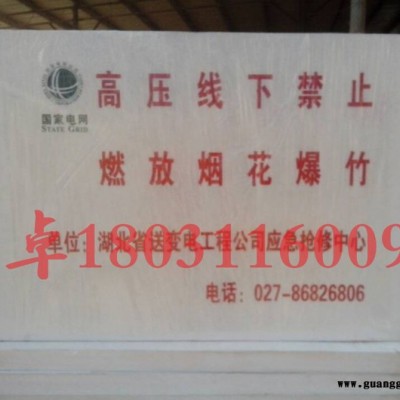 国家电网
STATE GRID
高压线下禁止
燃放烟花爆竹
卓18031116009
单位：湖北省送变电工程公司应急抢修中心
电话：027-86826806
www.guangg